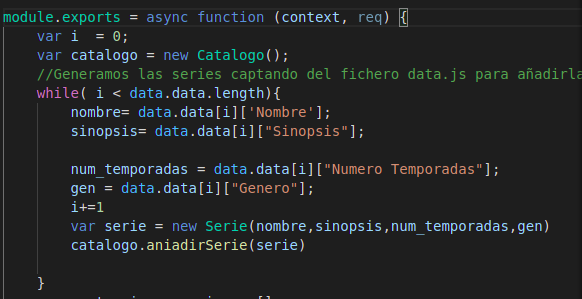 module.exports = async function (context, req) {
var i  = 0;
var catalogo = new Catalogo();
//Generamos las series captando del fichero data.js para añadirla
while( i < data.data.length){
nombre= data.data[i]['Nombre'];
sinopsis= data.data[i]["Sinopsis"];
num_temporadas = data.data[i]["Numero Temporadas"];
gen = data.data[i]["Genero"];
i+=1
var serie = new Serie(nombre,sinopsis,num_temporadas,gen)
catalogo.aniadirSerie(serie)
}